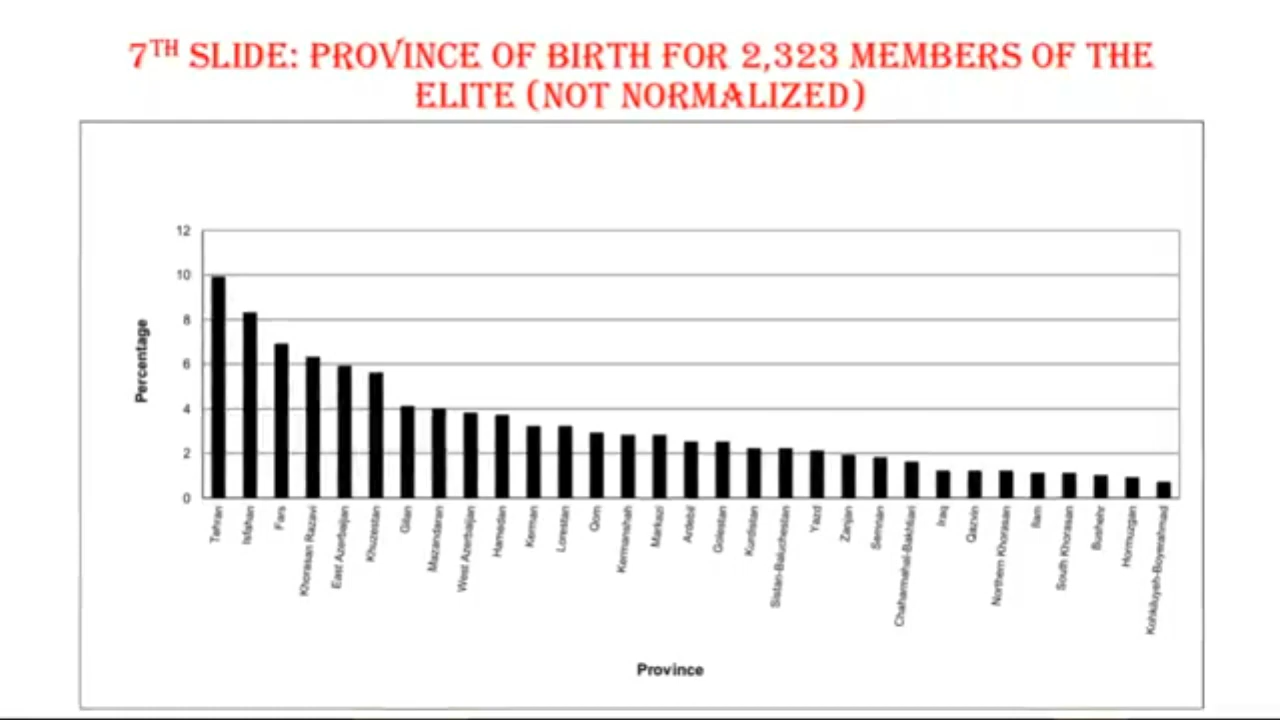 7TH SLIDE: PROVINCE OF BIRTH FOR 2,323 MEMBERS OF THE
ELITE (NOT NORMALIZED)
12
10
8
6
4
2
0
Percentage
Tehran
Isfahan
Fars
Khorasan Razavi
East Azerbaijan
Khuzestan
Gilan
Mazandaran
West Azerbaijan
Hamedan
Kerman
Lorestan
Qom
Kermanshah
Markazi
Ardebil
Golestan
Kurdistan
Sistan-Baluchestan
Yazd
Zanjan
Semnan
Chaharmahal-Bakhtiari
Iraq
Qazvin
Northern Khorasan
Ilam
South Khorasan
Bushehr
Hormozgan
Kohkiluyeh-Boyerahmad
Province